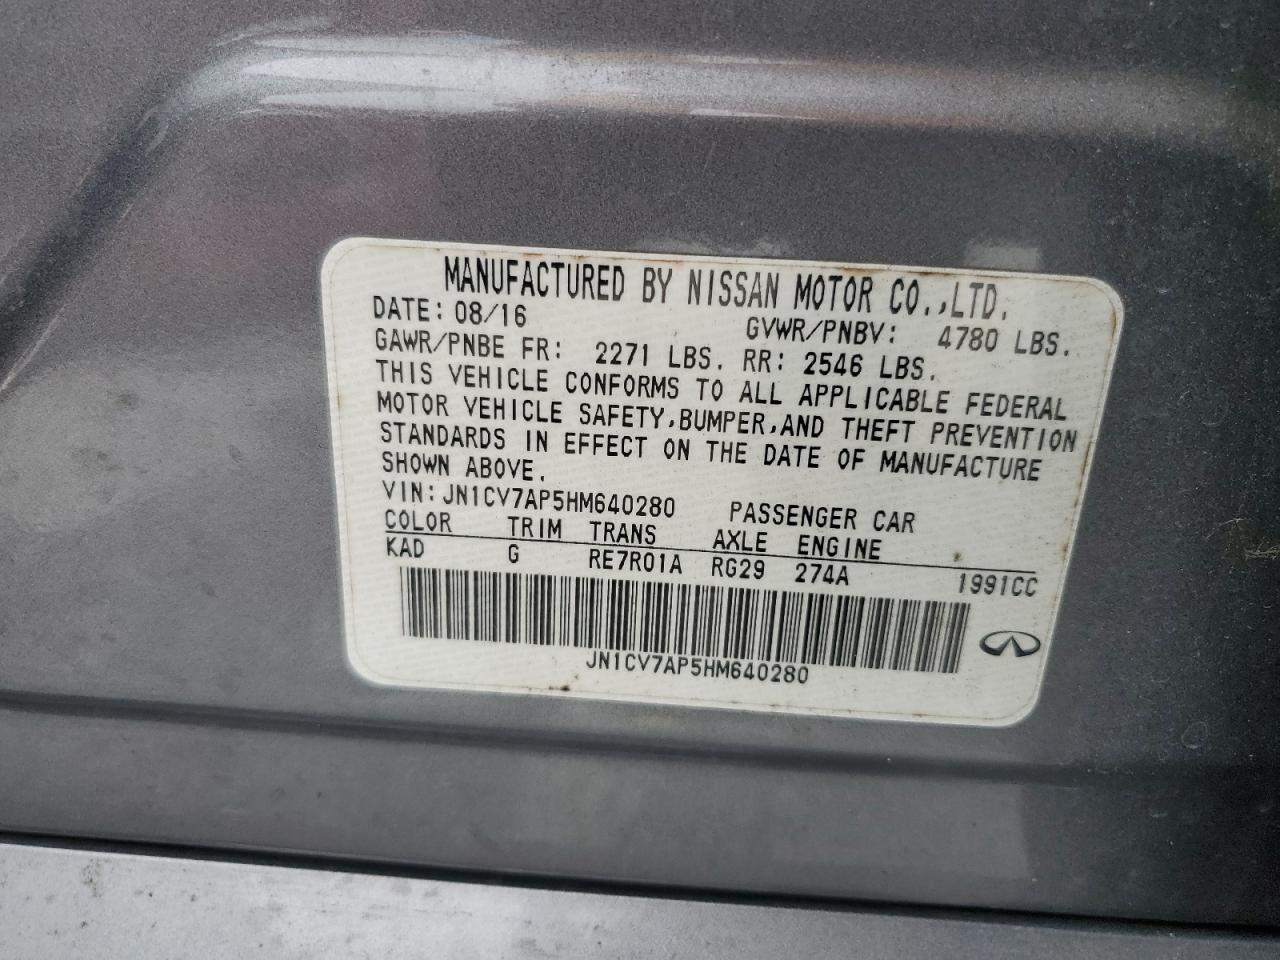 MANUFACTURED BY NISSAN MOTOR CO.,LTD.
DATE: 08/16 GVWR/PNBV: 4780 LBS.
GAWR/PNBE FR: 2271 LBS. RR: 2546 LBS.
THIS VEHICLE CONFORMS TO ALL APPLICABLE FEDERAL
MOTOR VEHICLE SAFETY,BUMPER,AND THEFT PREVENTION
STANDARDS IN EFFECT ON THE DATE OF MANUFACTURE
SHOWN ABOVE.
VIN: JN1CV7AP5HM640280 PASSENGER CAR
COLOR TRIM TRANS AXLE ENGINE
KAD G RE7R01A RG29 274A 1991CC
JN1CV7AP5HM640280